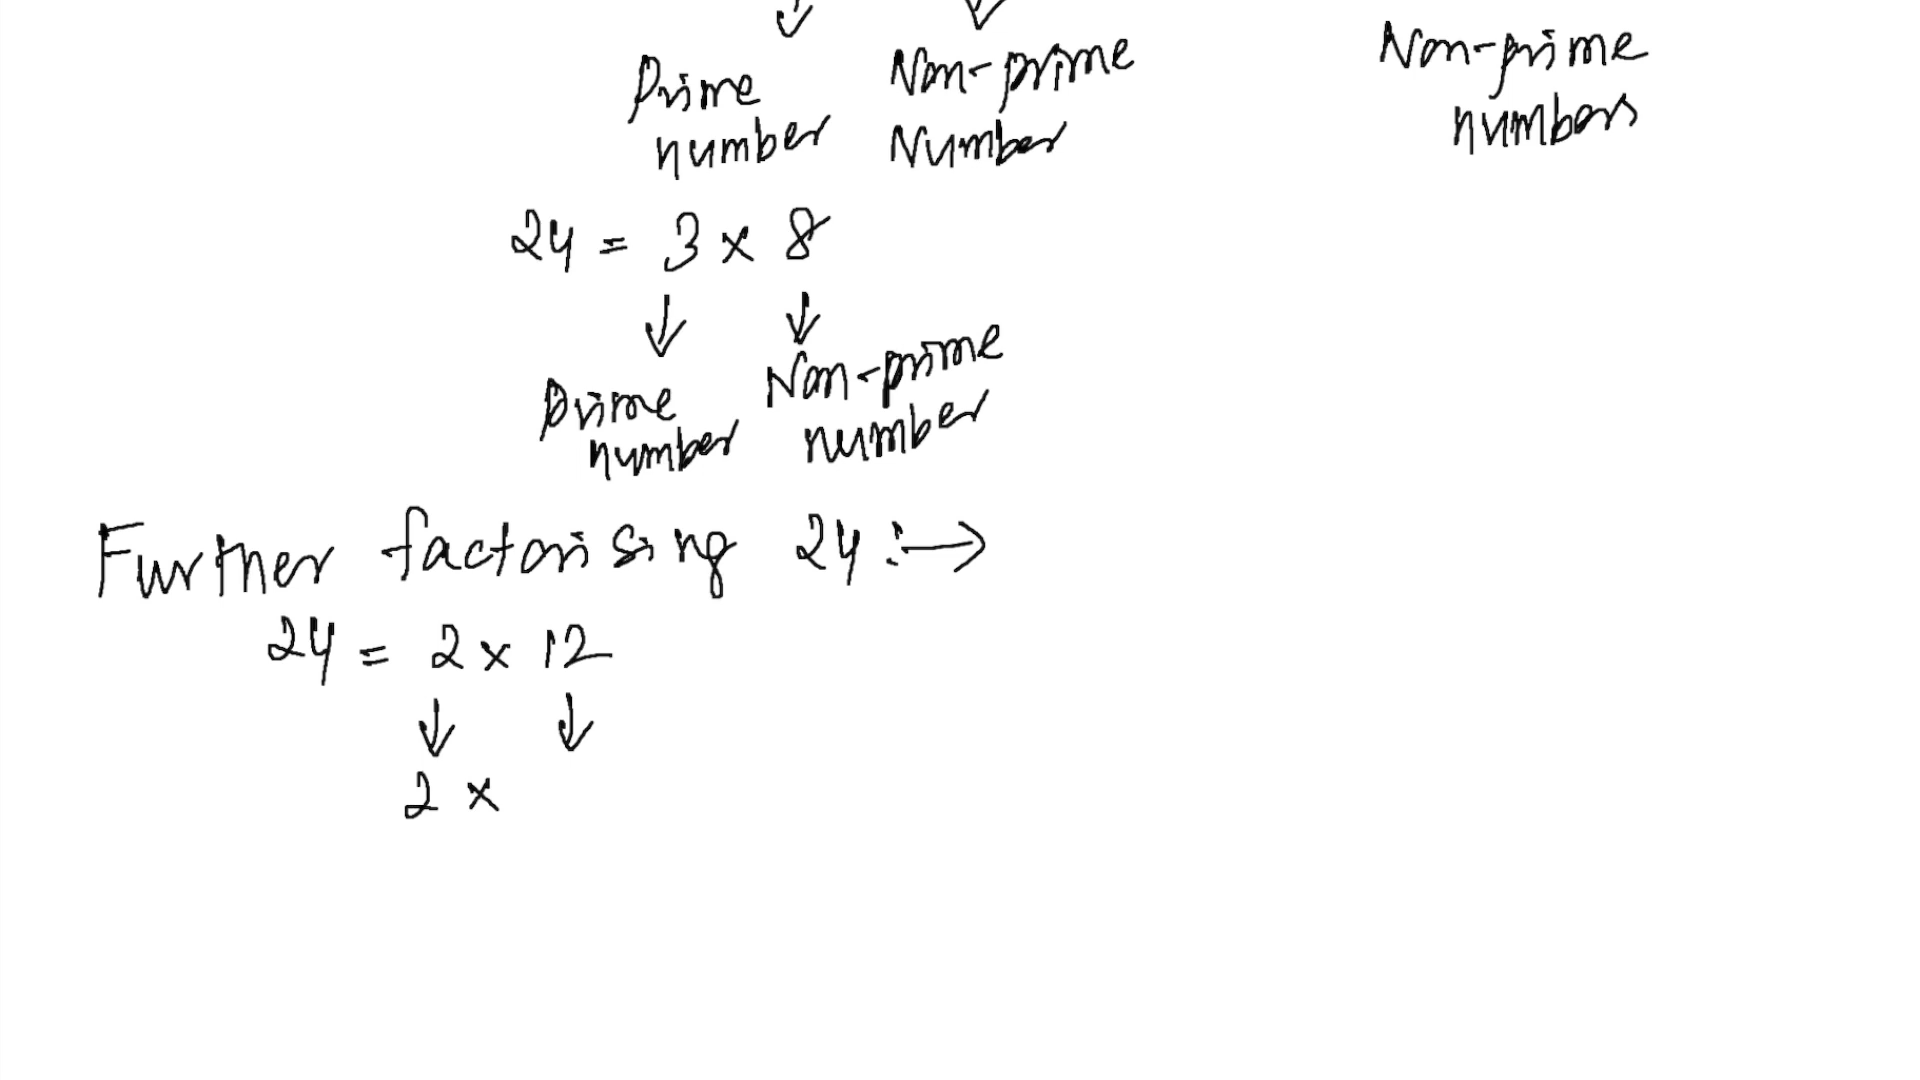 Prime Non-prime Non-prime
number Number numbers
24 = 3 × 8
↓ ↓
Prime Non-prime
number number
Further factorising 24 :→
24 = 2 × 12
↓ ↓
2 ×